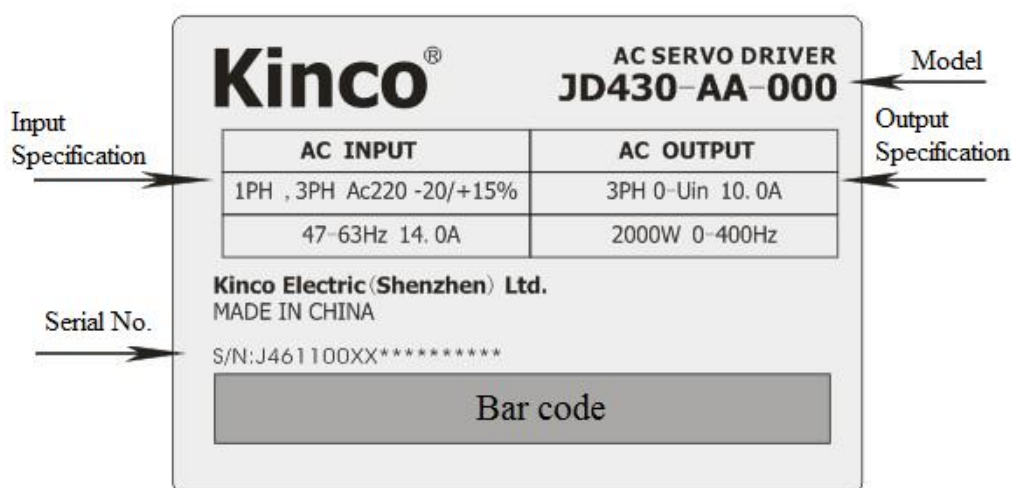 Kinco®
AC SERVO DRIVER
JD430-AA-000
Model
Input
Specification
Output
Specification
AC INPUT
AC OUTPUT
1PH , 3PH Ac220 -20/+15%
3PH 0-Uin 10. 0A
47-63Hz 14. 0A
2000W 0-400Hz
Kinco Electric(Shenzhen) Ltd.
MADE IN CHINA
Serial No.
S/N:J461100XX**********
Bar code